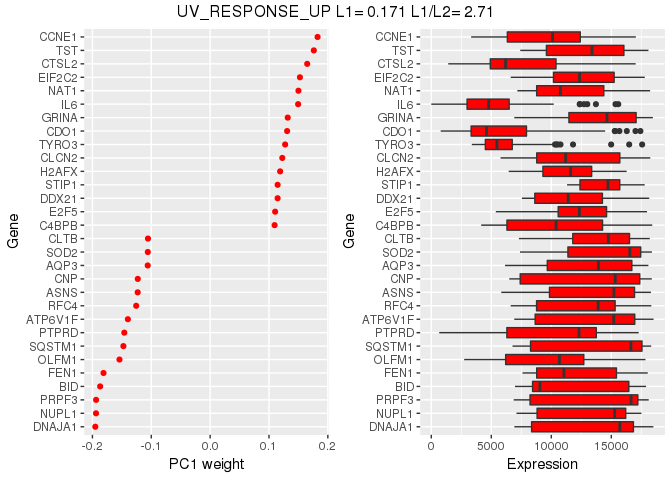 UV_RESPONSE_UP L1= 0.171 L1/L2= 2.71
Gene
CCNE1
TST
CTSL2
EIF2C2
NAT1
IL6
GRINA
CDO1
TYRO3
CLCN2
H2AFX
STIP1
DDX21
E2F5
C4BPB
CLTB
SOD2
AQP3
CNP
ASNS
RFC4
ATP6V1F
PTPRD
SQSTM1
OLFM1
FEN1
BID
PRPF3
NUPL1
DNAJA1
-0.2 -0.1 0.0 0.1 0.2
PC1 weight
Gene
CCNE1
TST
CTSL2
EIF2C2
NAT1
IL6
GRINA
CDO1
TYRO3
CLCN2
H2AFX
STIP1
DDX21
E2F5
C4BPB
CLTB
SOD2
AQP3
CNP
ASNS
RFC4
ATP6V1F
PTPRD
SQSTM1
OLFM1
FEN1
BID
PRPF3
NUPL1
DNAJA1
0 5000 10000 15000
Expression